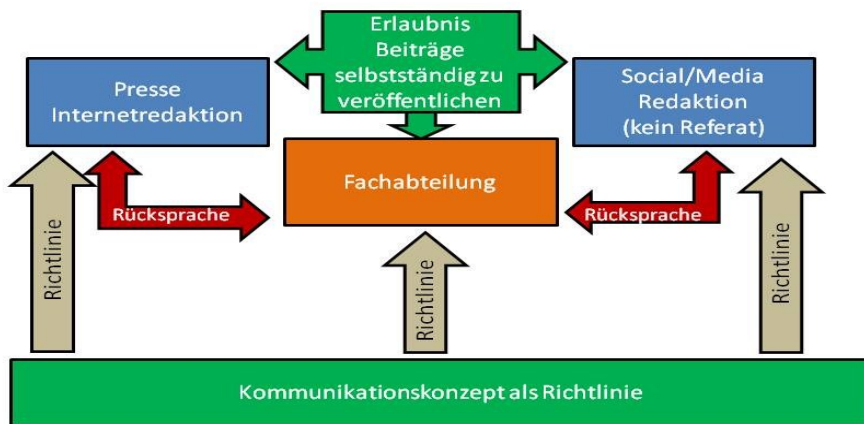 Erlaubnis
Beiträge
selbstständig zu
veröffentlichen
Presse
Internetredaktion
Social/Media
Redaktion
(kein Referat)
Fachabteilung
Rücksprache
Rücksprache
Richtlinie
Richtlinie
Richtlinie
Kommunikationskonzept als Richtlinie